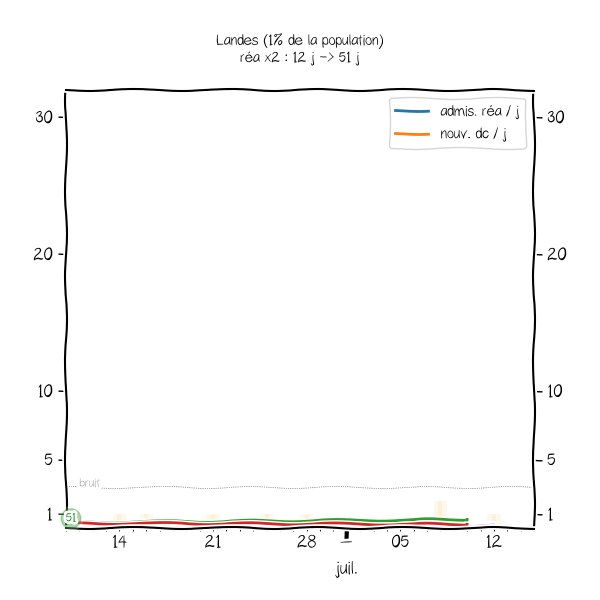 Landes (1% de la population)
réa x2 : 12 j -> 51 j
admis. réa / j
nouv. dc / j
30 30
20 20
10 10
5 5
bruit
1 1
51
14 21 28 1 05 12
juil.